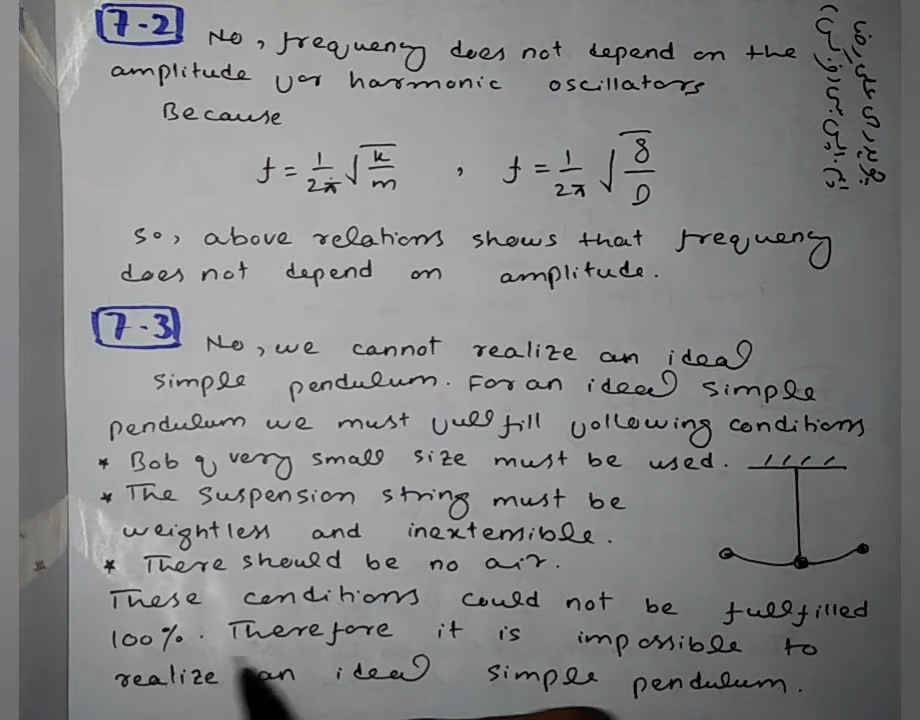 7-2 No, frequency does not depend on the
amplitude for harmonic oscillators
Because
f = 1/2π √k/m , f = 1/2π √g/D
So, above relations shows that frequency
does not depend on amplitude.
7-3 No, we cannot realize an ideal
simple pendulum. For an ideal simple
pendulum we must fullfill following conditions
* Bob of very small size must be used.
* The suspension string must be
weightless and inextensible.
* There should be no air.
These conditions could not be fullfilled
100%. Therefore it is impossible to
realize an ideal simple pendulum.
چوہدری علی رضا